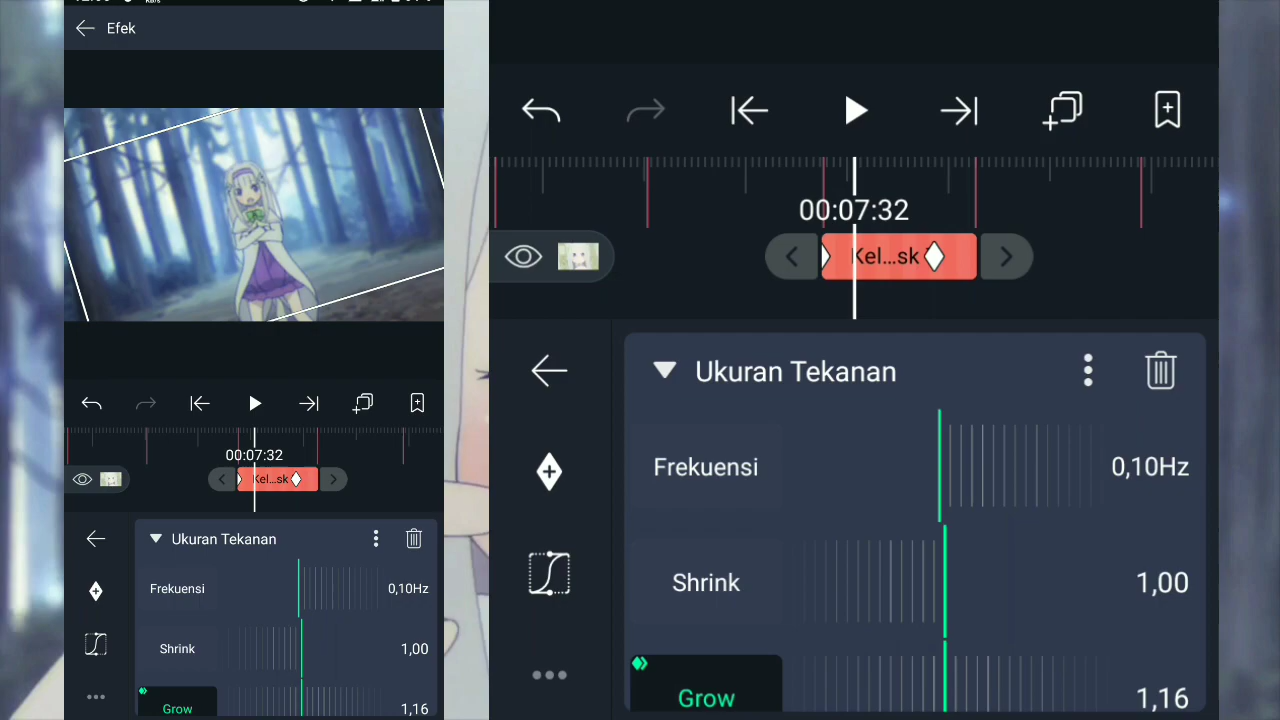 Efek
00:07:32
Kel...sk
Ukuran Tekanan
Frekuensi
0,10Hz
Shrink
1,00
Grow
1,16
00:07:32
Kel...sk
Ukuran Tekanan
Frekuensi
0,10Hz
Shrink
1,00
Grow
1,16